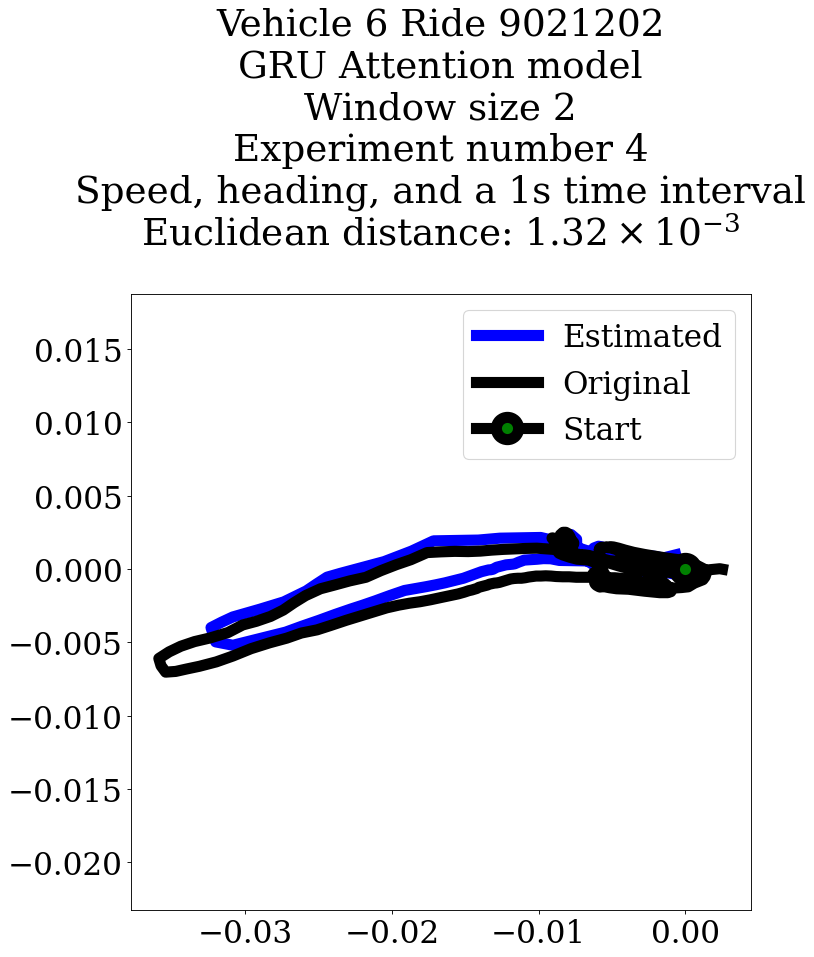 Vehicle 6 Ride 9021202
GRU Attention model
Window size 2
Experiment number 4
Speed, heading, and a 1s time interval
Euclidean distance: 1.32 × 10⁻³
Estimated
Original
Start
0.015
0.010
0.005
0.000
−0.005
−0.010
−0.015
−0.020
−0.03 −0.02 −0.01 0.00